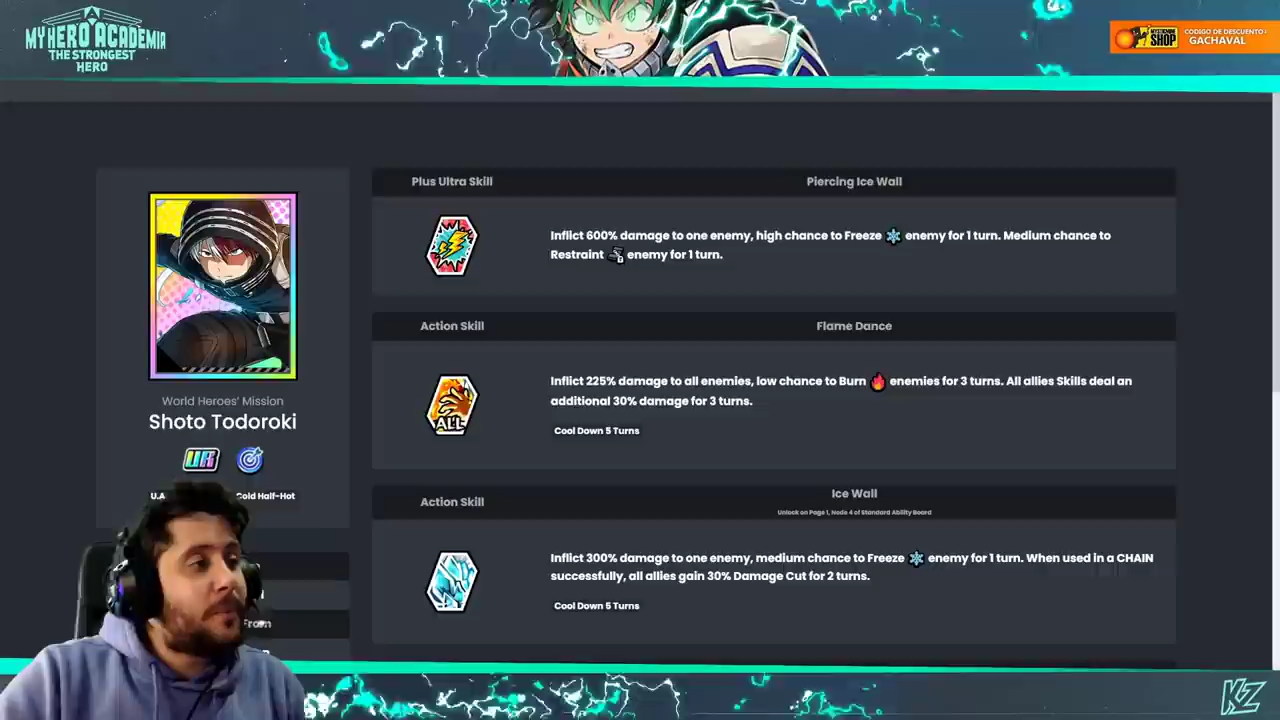 MY HERO ACADEMIA
THE STRONGEST
HERO
MYSTICMINE
SHOP
CODIGO DE DESCUENTO:
GACHAVAL
Plus Ultra Skill
Piercing Ice Wall
Inflict 600% damage to one enemy, high chance to Freeze enemy for 1 turn. Medium chance to
Restraint enemy for 1 turn.
Action Skill
Flame Dance
ALL
Inflict 225% damage to all enemies, low chance to Burn enemies for 3 turns. All allies Skills deal an
additional 30% damage for 3 turns.
Cool Down 5 Turns
World Heroes' Mission
Shoto Todoroki
UR
U.A
Cold Half-Hot
Action Skill
Ice Wall
Unlock on Page 1, Node 4 of Standard Ability Board
Inflict 300% damage to one enemy, medium chance to Freeze enemy for 1 turn. When used in a CHAIN
successfully, all allies gain 30% Damage Cut for 2 turns.
Cool Down 5 Turns
From
KZ